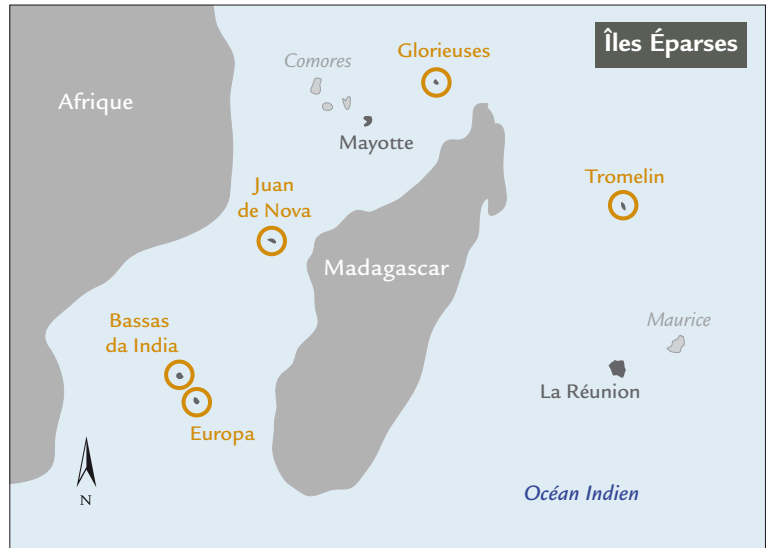 Îles Éparses
Glorieuses
Comores
Afrique
Mayotte
Tromelin
Juan
de Nova
Madagascar
Bassas
da India
Maurice
La Réunion
Europa
N
Océan Indien